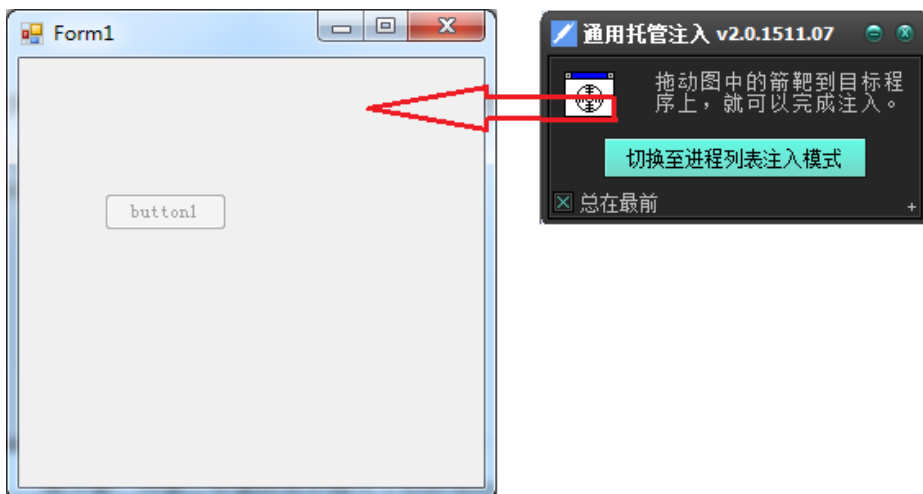 Form1
button1
通用托管注入 v2.0.1511.07
拖动图中的箭靶到目标程
序上，就可以完成注入。
切换至进程列表注入模式
总在最前
+